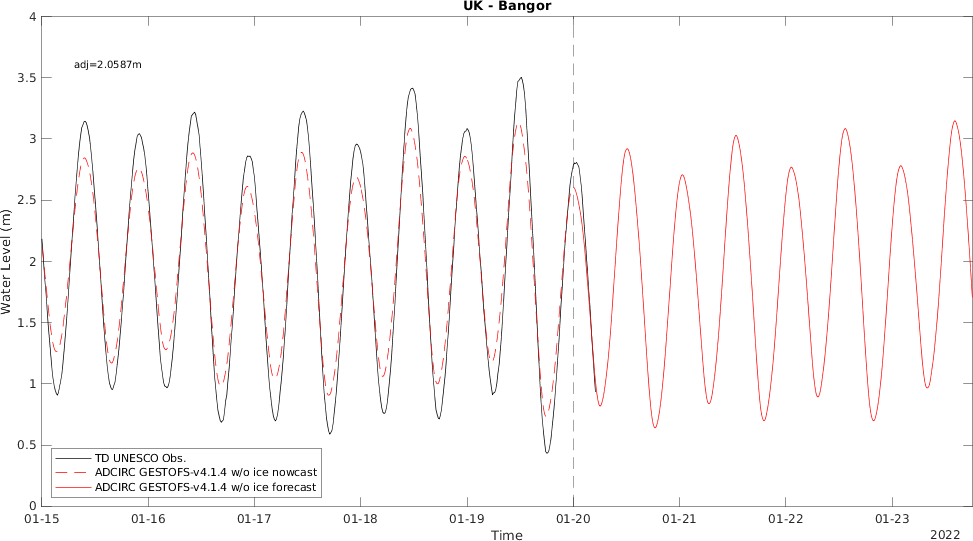 UK - Bangor
adj=2.0587m
4
3.5
3
2.5
2
1.5
1
0.5
0
Water Level (m)
TD UNESCO Obs.
ADCIRC GESTOFS-v4.1.4 w/o ice nowcast
ADCIRC GESTOFS-v4.1.4 w/o ice forecast
01-15 01-16 01-17 01-18 01-19 01-20 01-21 01-22 01-23
Time
2022